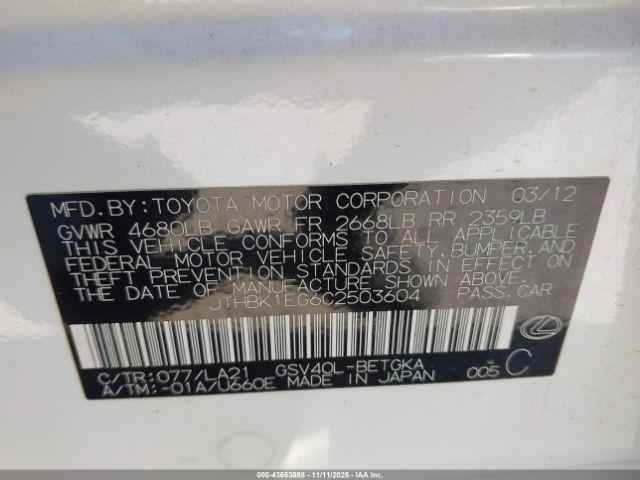 MFD.BY:TOYOTA MOTOR CORPORATION 03/12
GVWR 4680LB GAWR FR 2668LB RR 2359LB
THIS VEHICLE CONFORMS TO ALL APPLICABLE
FEDERAL MOTOR VEHICLE SAFETY, BUMPER, AND
THEFT PREVENTION STANDARDS IN EFFECT ON
THE DATE OF MANUFACTURE SHOWN ABOVE.
JTHBK1EG6C2503604 PASS.CAR
C/TR:077/LA21 GSV40L-BETGKA
A/TM:-01A/U660E MADE IN JAPAN 005 C
000-43653888 - 11/11/2025 - IAAI.COM